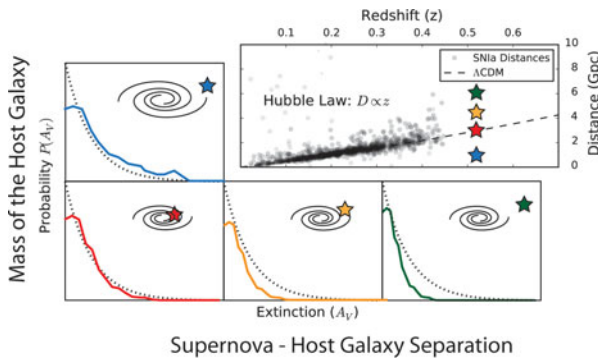 Redshift (z)
0.1 0.2 0.3 0.4 0.5 0.6
10
8
6
4
2
0
Distance (Gpc)
SNIa Distances
ΛCDM
Hubble Law: D ∝ z
Mass of the Host Galaxy
Probability P(A_V)
Extinction (A_V)
Supernova - Host Galaxy Separation